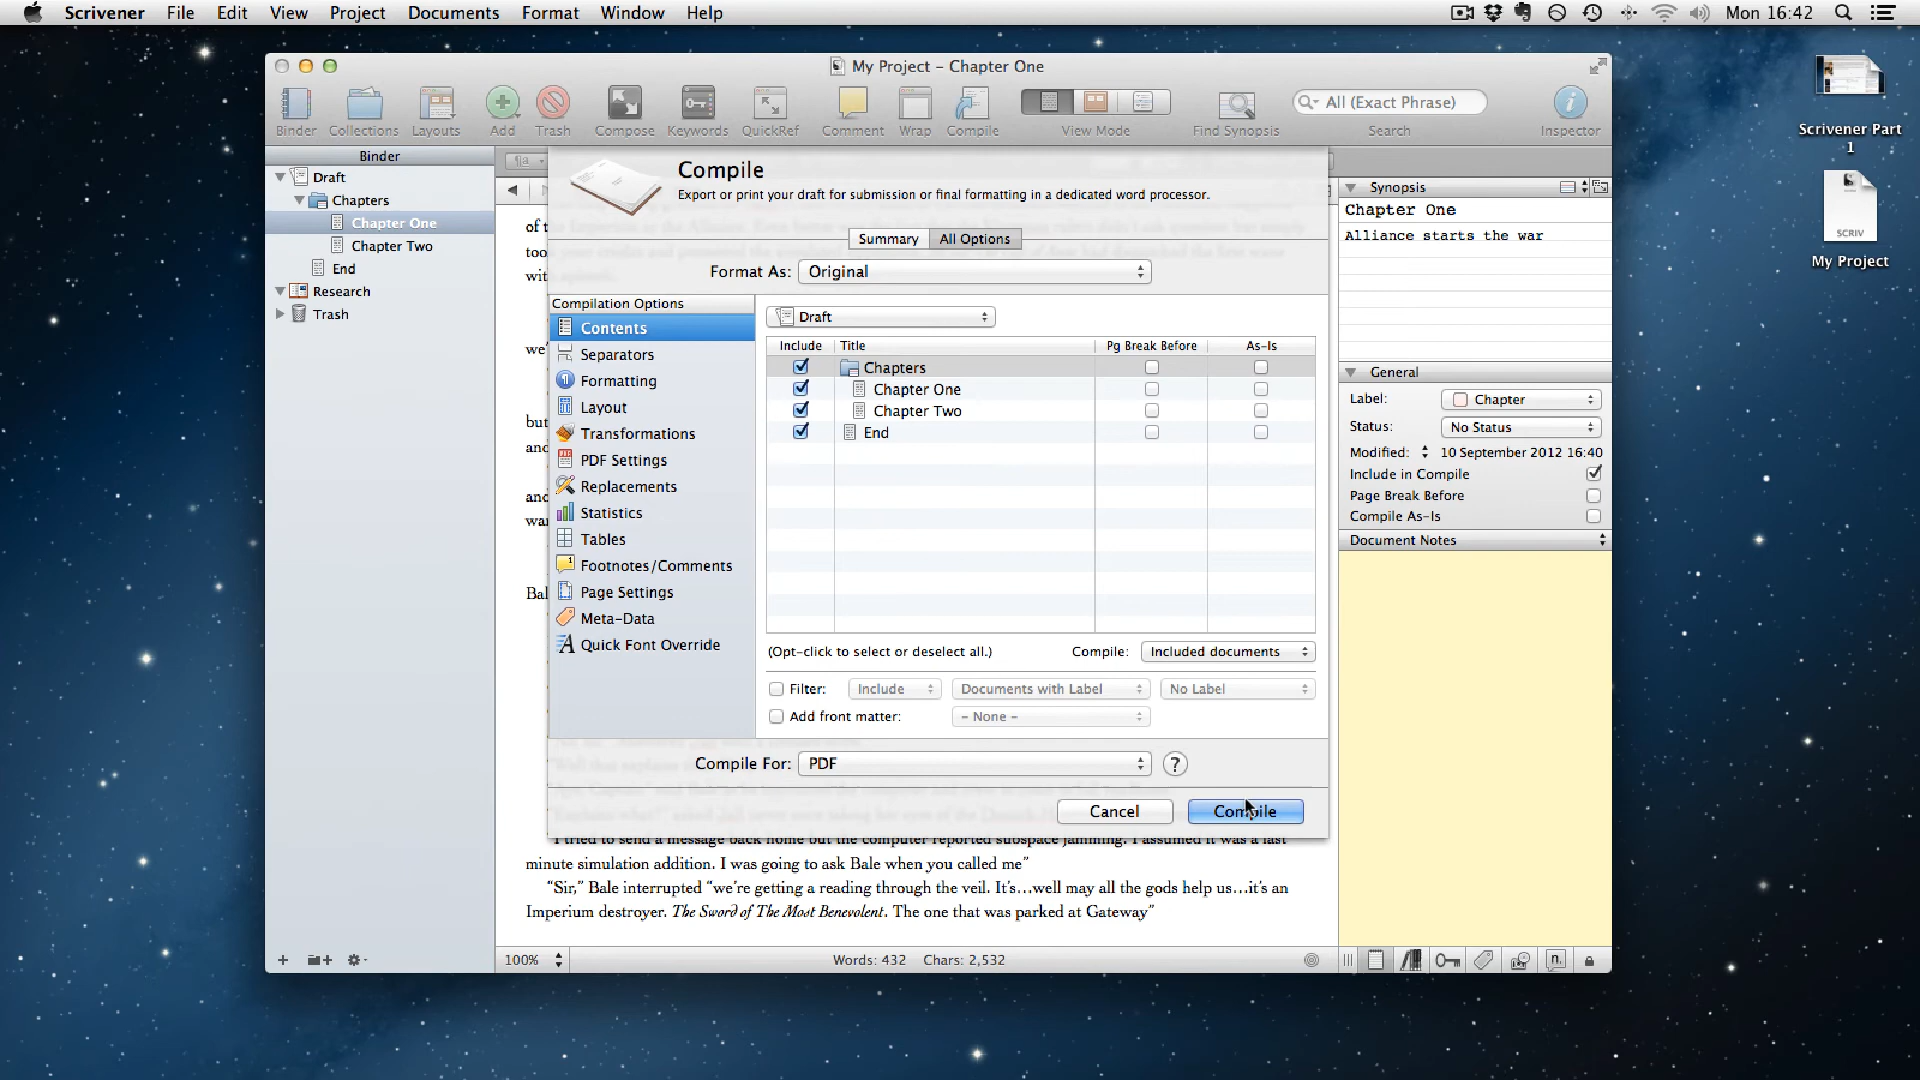 Scrivener File Edit View Project Documents Format Window Help Mon 16:42
My Project - Chapter One
Binder Collections Layouts Add Trash Compose Keywords QuickRef Comment Wrap Compile View Mode Find Synopsis Search Inspector
All (Exact Phrase)
Binder
Draft
Chapters
Chapter One
Chapter Two
End
Research
Trash
Compile
Export or print your draft for submission or final formatting in a dedicated word processor.
Summary All Options
Format As: Original
Compilation Options
Contents
Separators
Formatting
Layout
Transformations
PDF Settings
Replacements
Statistics
Tables
Footnotes/Comments
Page Settings
Meta-Data
Quick Font Override
Draft
Include Title Pg Break Before As-Is
Chapters
Chapter One
Chapter Two
End
(Opt-click to select or deselect all.) Compile: Included documents
Filter: Include Documents with Label No Label
Add front matter: - None -
Compile For: PDF ?
Cancel Compile
minute simulation addition. I was going to ask Bale when you called me”
“Sir,” Bale interrupted “we’re getting a reading through the veil. It’s…well may all the gods help us…it’s an
Imperium destroyer. The Sword of The Most Benevolent. The one that was parked at Gateway”
100% Words: 432 Chars: 2,532
Synopsis
Chapter One
Alliance starts the war
General
Label: Chapter
Status: No Status
Modified: 10 September 2012 16:40
Include in Compile
Page Break Before
Compile As-Is
Document Notes
Scrivener Part
1
SCRIV
My Project